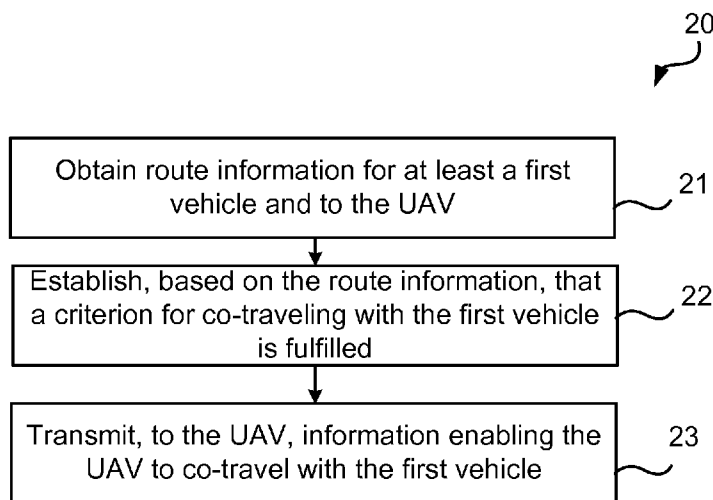 20
Obtain route information for at least a first
vehicle and to the UAV
21
Establish, based on the route information, that
a criterion for co-traveling with the first vehicle
is fulfilled
22
Transmit, to the UAV, information enabling the
UAV to co-travel with the first vehicle
23